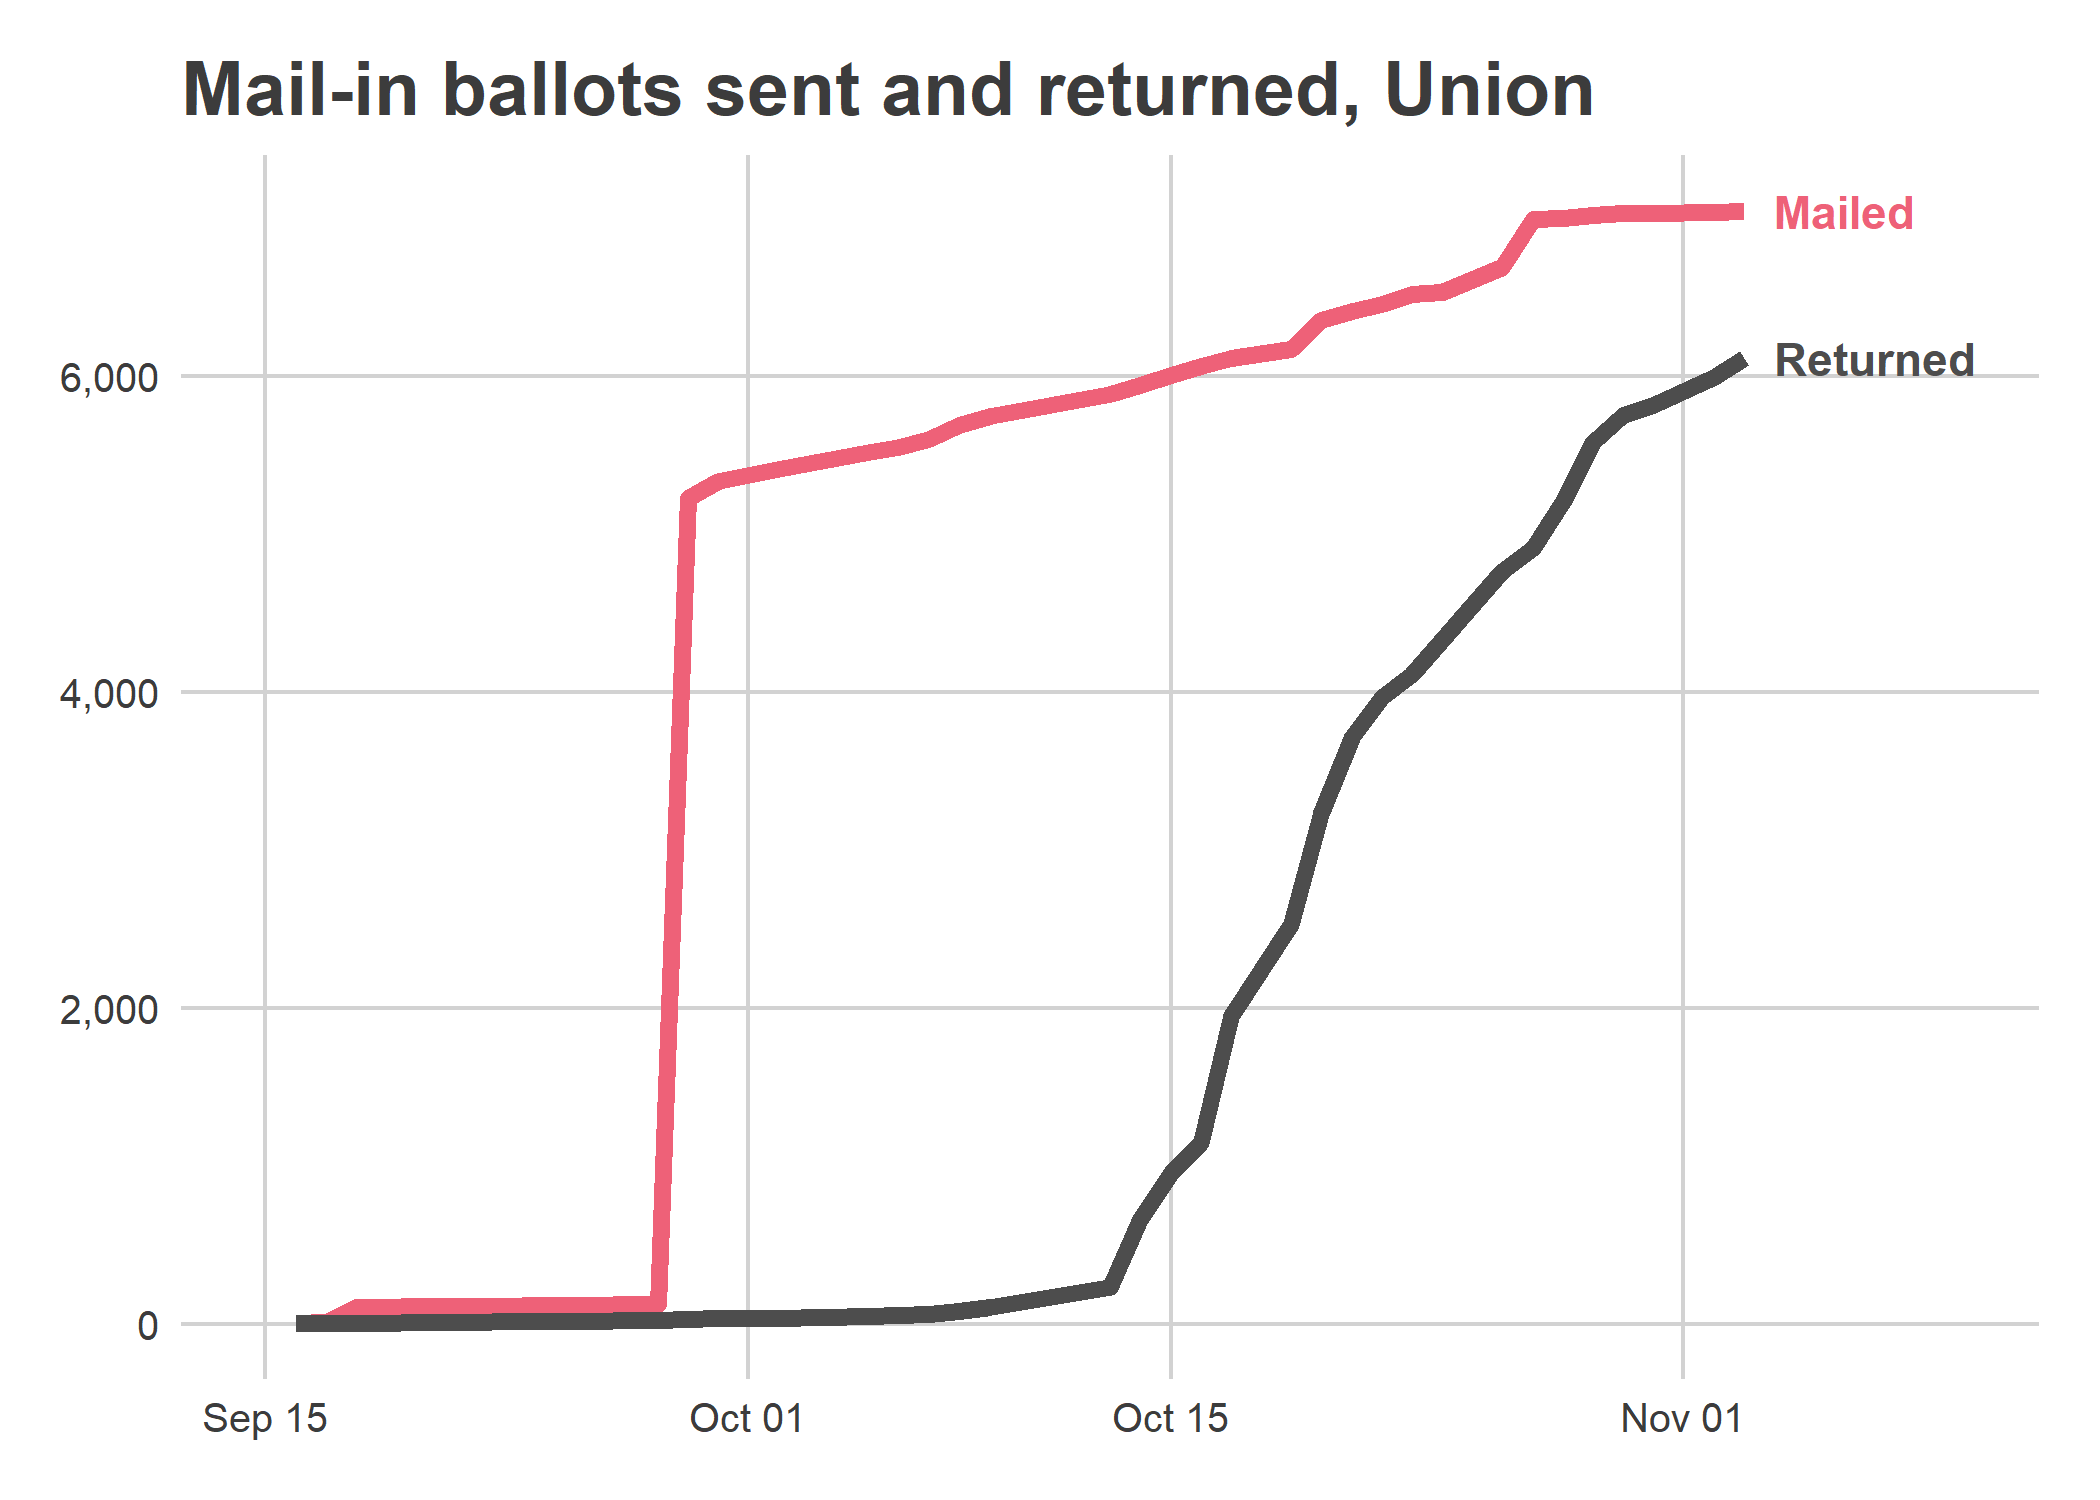 Mail-in ballots sent and returned, Union
Mailed
Returned
6,000
4,000
2,000
0
Sep 15
Oct 01
Oct 15
Nov 01